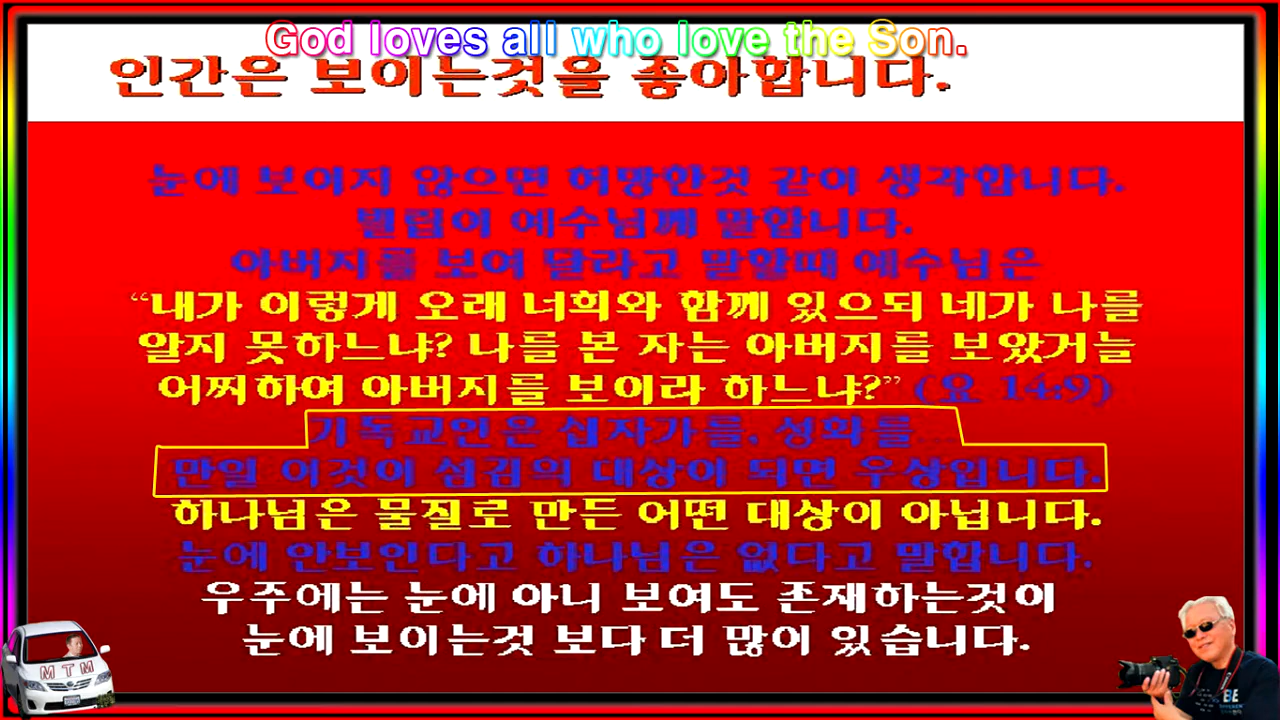 God loves all who love the Son.
인간은 보이는것을 좋아합니다.
눈에 보여지 않으면 허망한것 같이 생각합니다.
빌립이 예수님께 말합니다.
아버지를 보여 달라고 말할때 예수님은
“내가 이렇게 오래 너희와 함께 있으되 네가 나를
알지 못하느냐? 나를 본 자는 아버지를 보았거늘
어찌하여 아버지를 보이라 하느냐?” (요 14:9)
기독교인은 십자가를, 성화를...
만일 이것이 섬김의 대상이 되면 우상입니다.
하나님은 물질로 만든 어떤 대상이 아닙니다.
눈에 안보인다고 하나님은 없다고 말합니다.
우주에는 눈에 아니 보여도 존재하는것이
눈에 보이는것 보다 더 많이 있습니다.
MTM